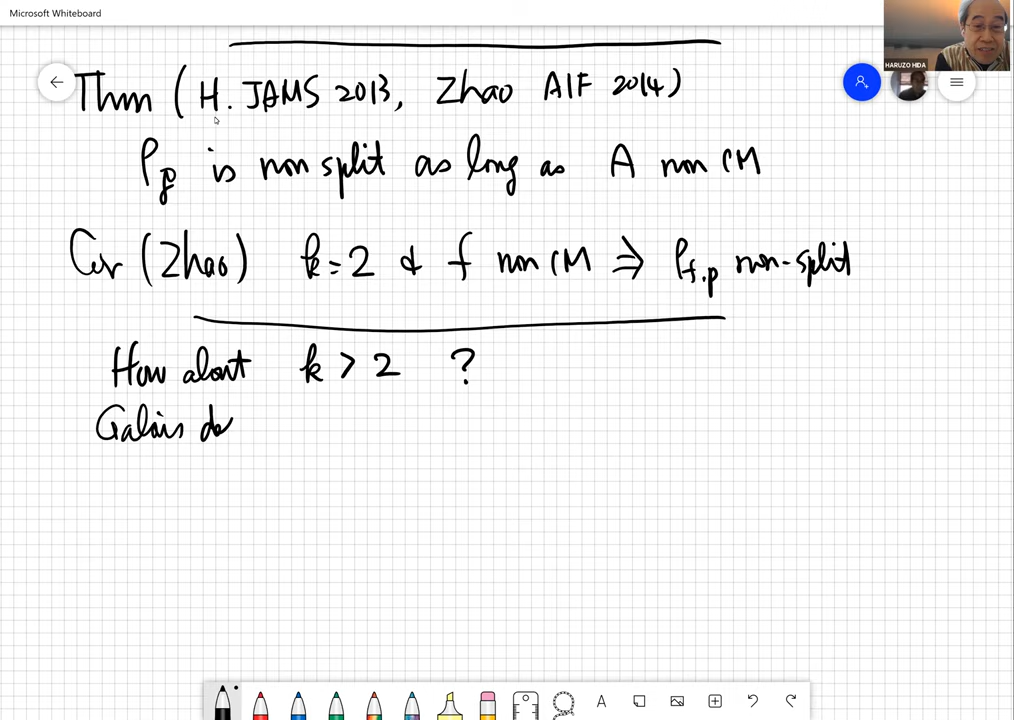 Microsoft Whiteboard
HARUZO HIDA
Thm (H. JAMS 2013, Zhao AIF 2014)
ρ_𝔭 is non split as long as A non CM
Cor (Zhao) k=2 & f non CM ⇒ ρ_{f,p} non-split
How about k > 2 ?
Galois de
A